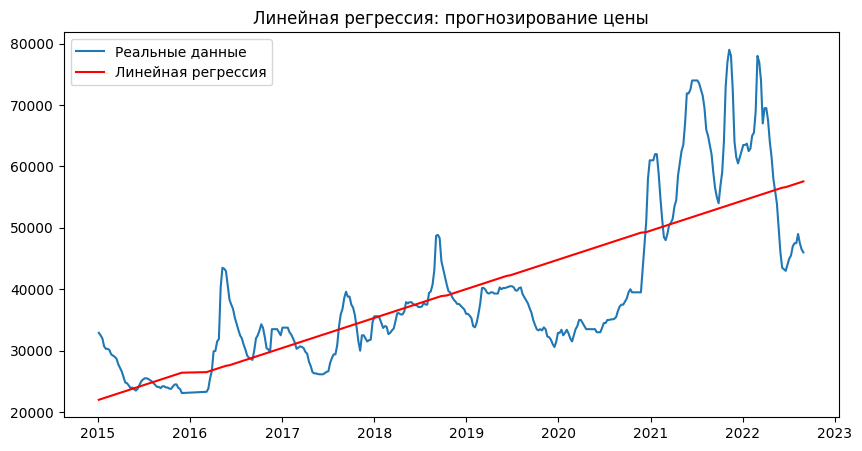 Линейная регрессия: прогнозирование цены
Реальные данные
Линейная регрессия
80000
70000
60000
50000
40000
30000
20000
2015 2016 2017 2018 2019 2020 2021 2022 2023